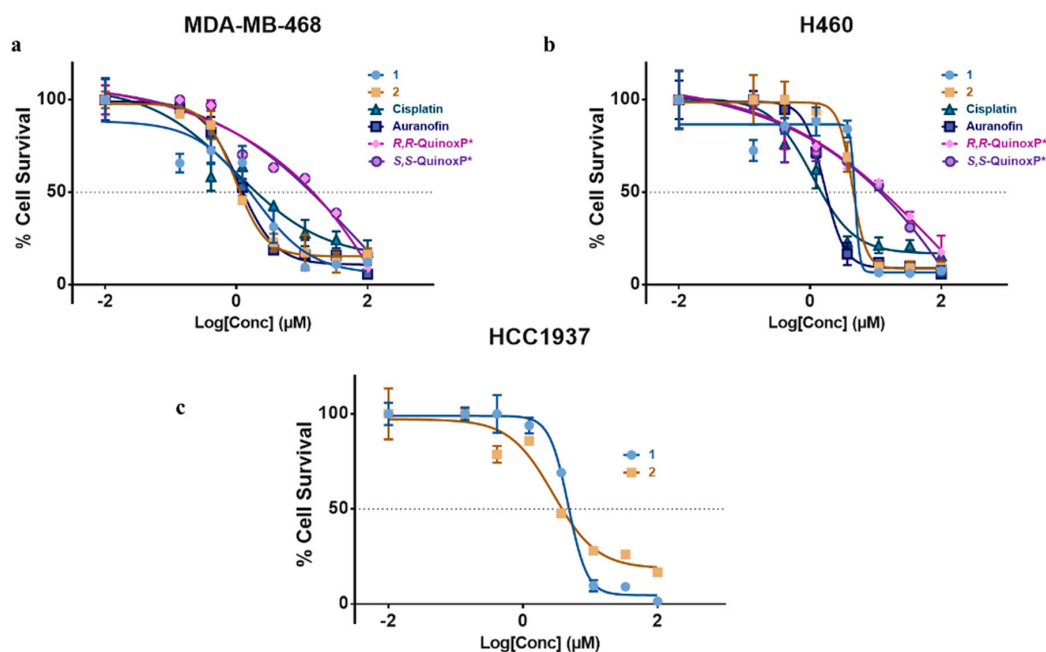 MDA-MB-468
a
% Cell Survival
100
50
0
-2
0
2
Log[Conc] (μM)
1
2
Cisplatin
Auranofin
R,R-QuinoxP*
S,S-QuinoxP*
H460
b
% Cell Survival
100
50
0
-2
0
2
Log[Conc] (μM)
1
2
Cisplatin
Auranofin
R,R-QuinoxP*
S,S-QuinoxP*
HCC1937
c
% Cell Survival
100
50
0
-2
0
2
Log[Conc] (μM)
1
2